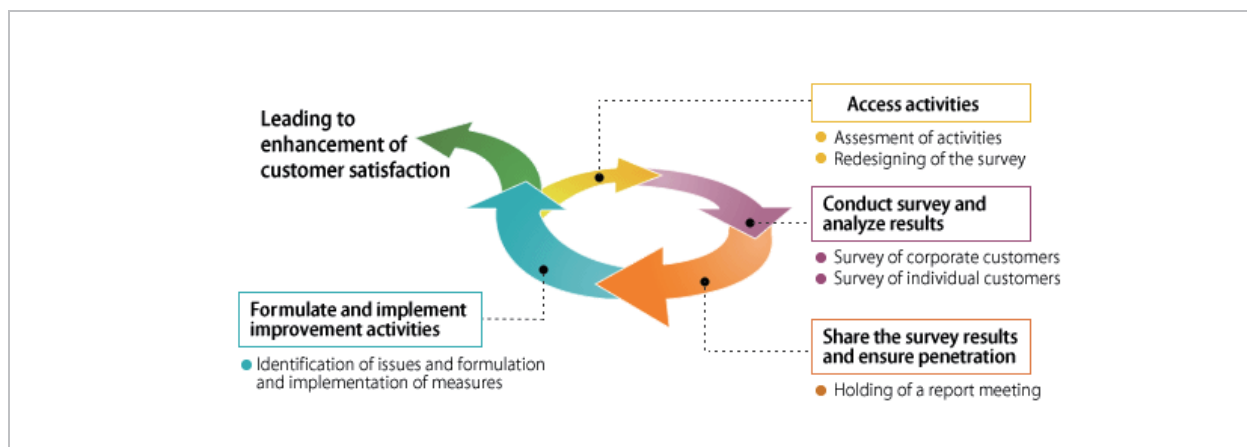 Leading to
enhancement of
customer satisfaction
Access activities
● Assesment of activities
● Redesigning of the survey
Conduct survey and
analyze results
● Survey of corporate customers
● Survey of individual customers
Share the survey results
and ensure penetration
● Holding of a report meeting
Formulate and implement
improvement activities
● Identification of issues and formulation
and implementation of measures